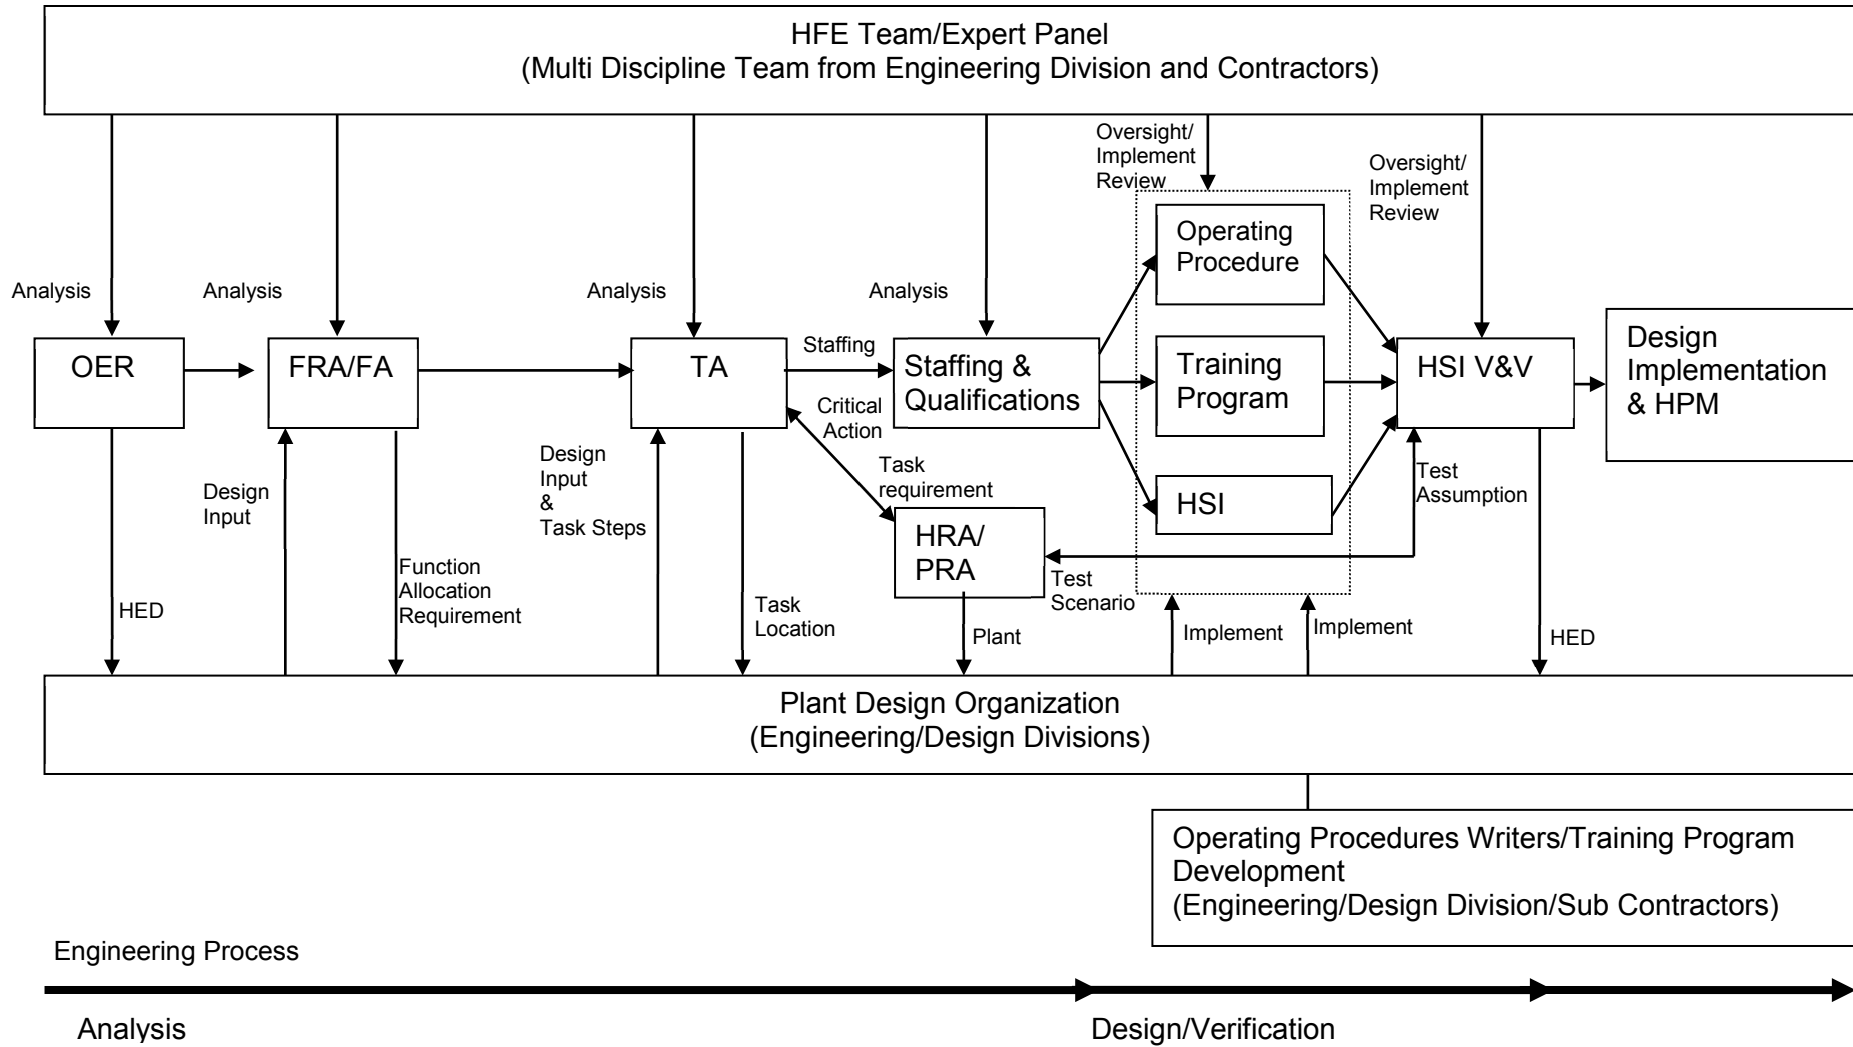 HFE Team/Expert Panel
(Multi Discipline Team from Engineering Division and Contractors)
Oversight/
Implement
Review
Oversight/
Implement
Review
Analysis
Analysis
Analysis
Analysis
Operating
Procedure
OER
FRA/FA
TA
Staffing
Staffing &
Qualifications
Training
Program
HSI V&V
Design
Implementation
& HPM
Critical
Action
Task
requirement
HSI
Test
Assumption
Design
Input
Design
Input
&
Task Steps
HRA/
PRA
Test
Scenario
HED
Function
Allocation
Requirement
Task
Location
Plant
Implement
Implement
HED
Plant Design Organization
(Engineering/Design Divisions)
Operating Procedures Writers/Training Program
Development
(Engineering/Design Division/Sub Contractors)
Engineering Process
Analysis
Design/Verification